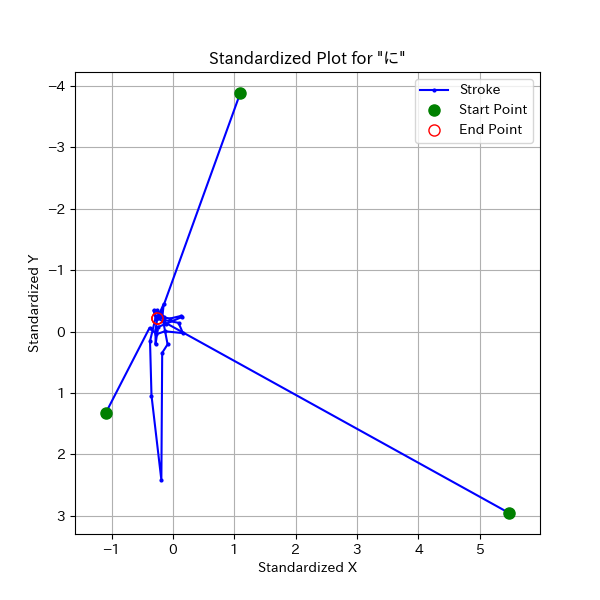 Standardized Plot for "に"
Stroke
Start Point
End Point
−4
−3
−2
−1
0
1
2
3
Standardized Y
−1 0 1 2 3 4 5
Standardized X